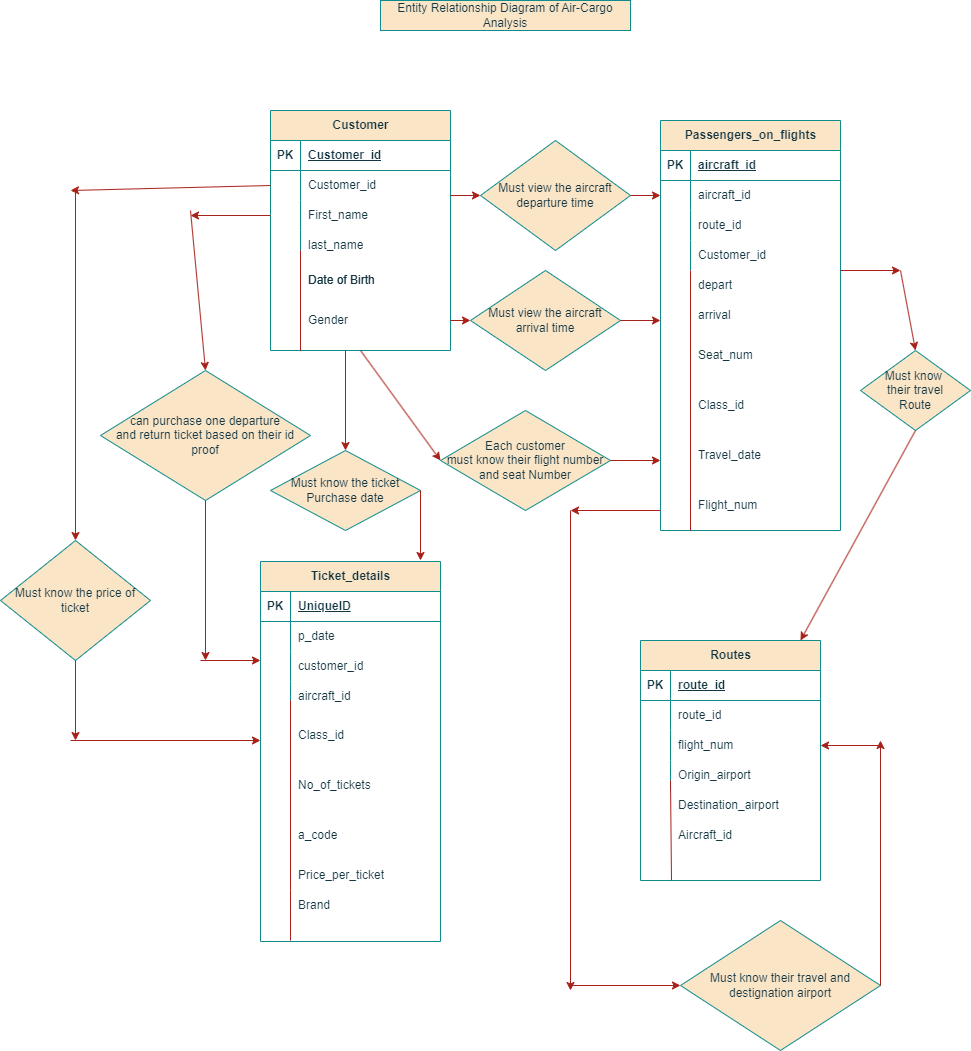 Entity Relationship Diagram of Air-Cargo
Analysis
Customer
PK Customer_id
Customer_id
First_name
last_name
Date of Birth
Gender
Must view the aircraft
departure time
Must view the aircraft
arrival time
Each customer
must know their flight number
and seat Number
Passengers_on_flights
PK aircraft_id
aircraft_id
route_id
Customer_id
depart
arrival
Seat_num
Class_id
Travel_date
Flight_num
Must know
their travel
Route
can purchase one departure
and return ticket based on their id
proof
Must know the ticket
Purchase date
Must know the price of
ticket
Ticket_details
PK UniqueID
p_date
customer_id
aircraft_id
Class_id
No_of_tickets
a_code
Price_per_ticket
Brand
Routes
PK route_id
route_id
flight_num
Origin_airport
Destination_airport
Aircraft_id
Must know their travel and
destignation airport